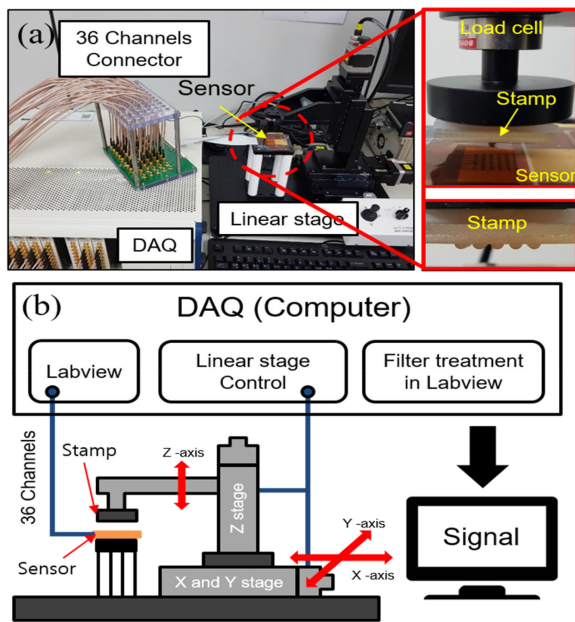 (a)
36 Channels
Connector
Sensor
DAQ
Linear stage
Load cell
Stamp
Sensor
Stamp
(b)
DAQ (Computer)
Labview
Linear stage
Control
Filter treatment
in Labview
36 Channels
Stamp
Z -axis
Z stage
Sensor
X and Y stage
Y -axis
X -axis
Signal